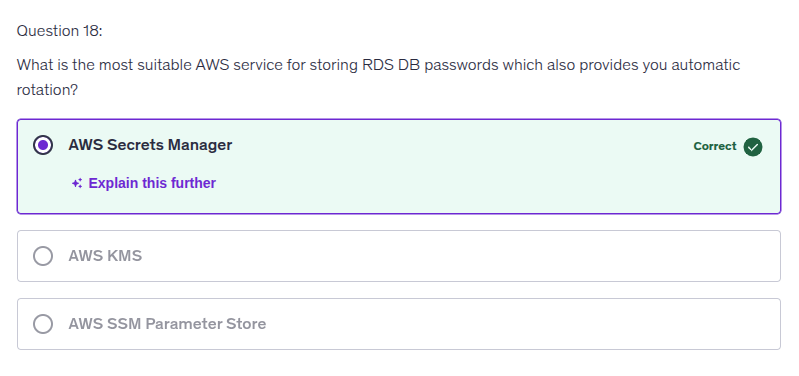 Question 18:
What is the most suitable AWS service for storing RDS DB passwords which also provides you automatic
rotation?
AWS Secrets Manager
Correct
Explain this further
AWS KMS
AWS SSM Parameter Store